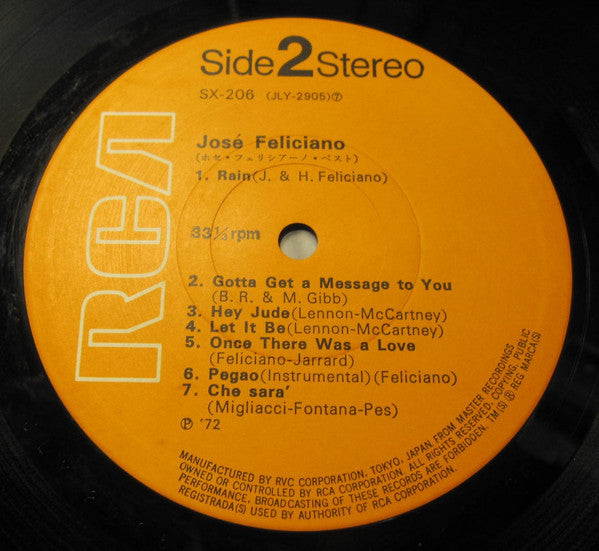 RCA
Side 2 Stereo
SX-206 (JLY-2905)⑦
José Feliciano
(ホセ・フェリシアーノ・ベスト)
1. Rain(J. & H. Feliciano)
33⅓rpm
2. Gotta Get a Message to You
(B. R. & M. Gibb)
3. Hey Jude(Lennon-McCartney)
4. Let It Be(Lennon-McCartney)
5. Once There Was a Love
(Feliciano-Jarrard)
6. Pegao(Instrumental)(Feliciano)
7. Che sara'
(Migliacci-Fontana-Pes)
Ⓟ '72
MANUFACTURED BY RVC CORPORATION, TOKYO, JAPAN, FROM MASTER RECORDINGS
OWNED OR CONTROLLED BY RCA CORPORATION. ALL RIGHTS RESERVED; COPYING, PUBLIC
PERFORMANCE, BROADCASTING OF THESE RECORDS ARE FORBIDDEN. TM(S) ® REG MARCA(S)
REGISTRADA(S) USED BY AUTHORITY OF RCA CORPORATION.